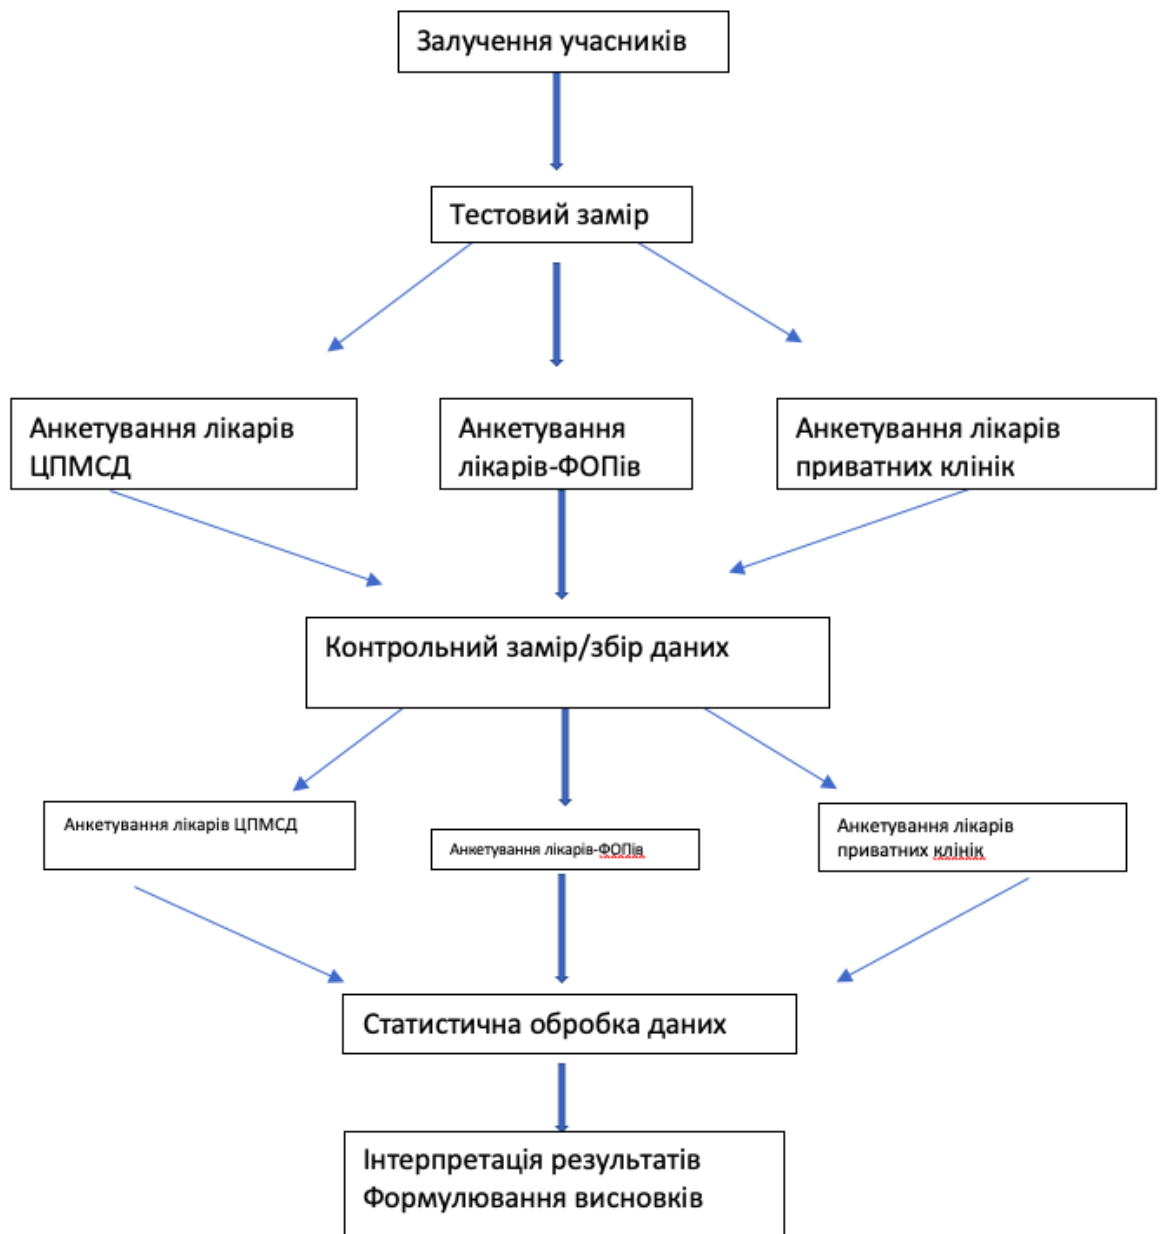 Залучення учасників
Тестовий замір
Анкетування лікарів
ЦПМСД
Анкетування
лікарів-ФОПів
Анкетування лікарів
приватних клінік
Контрольний замір/збір даних
Анкетування лікарів ЦПМСД
Анкетування лікарів-ФОПів
Анкетування лікарів
приватних клінік
Статистична обробка даних
Інтерпретація результатів
Формулювання висновків